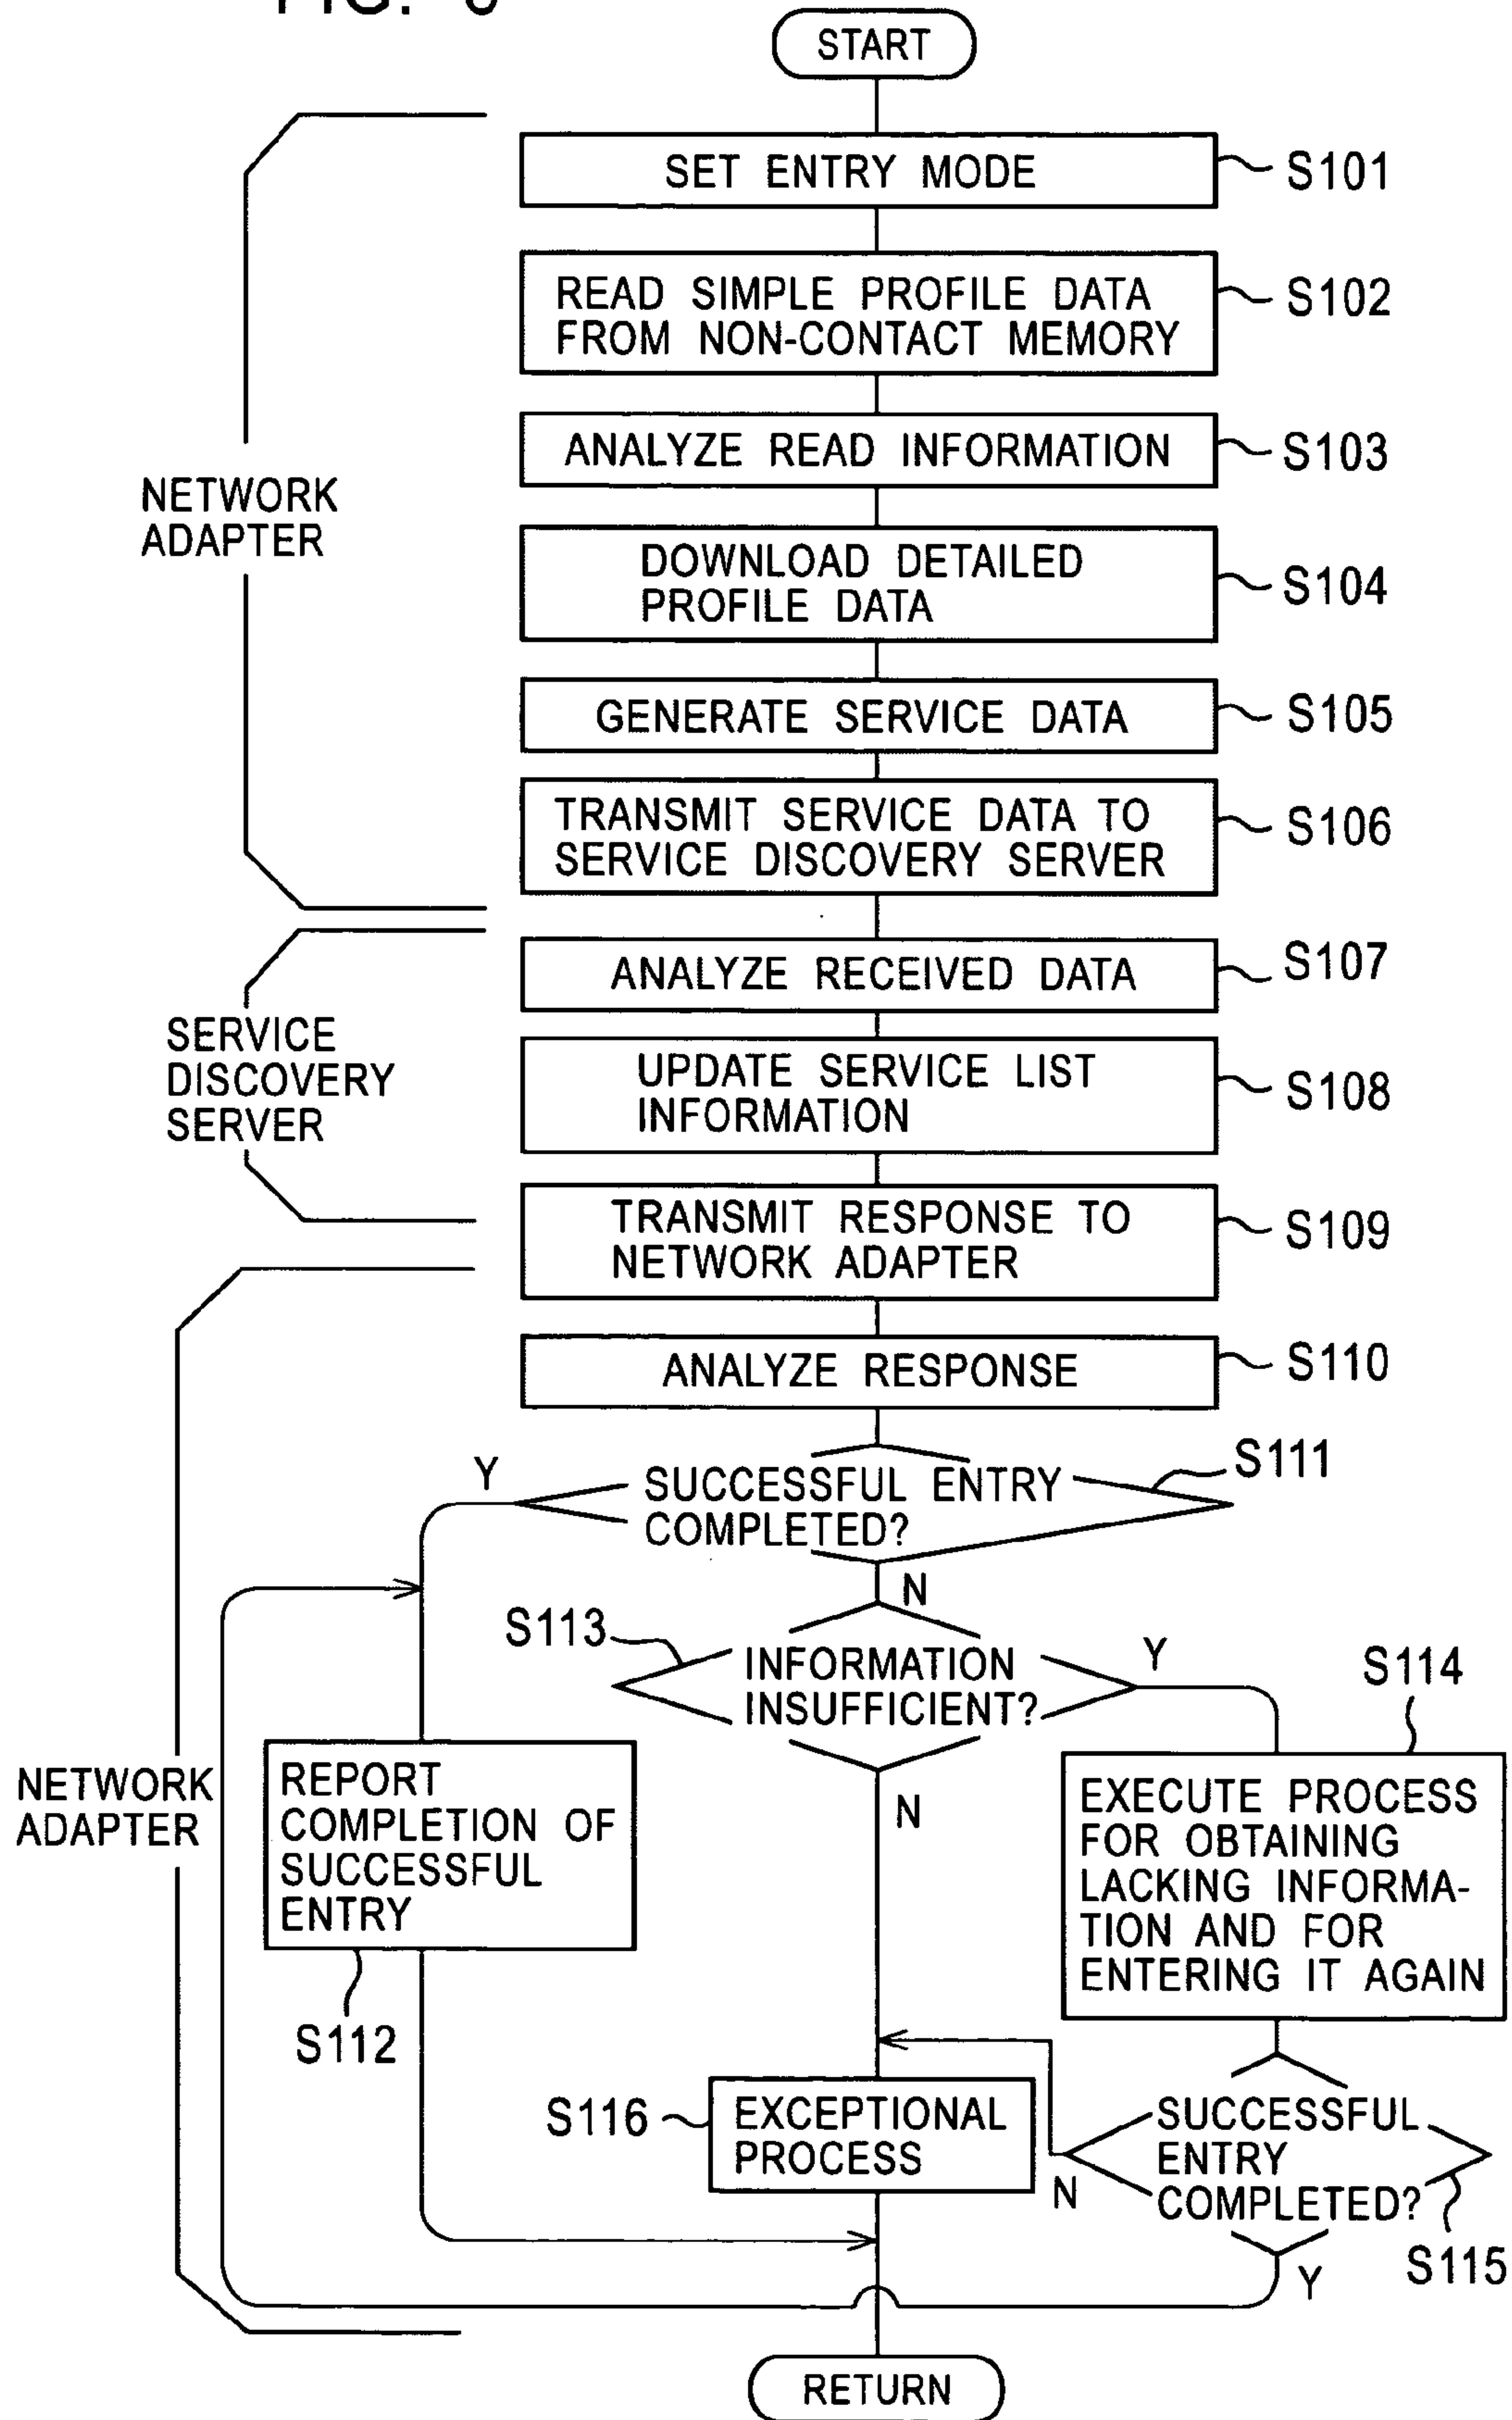 START
SET ENTRY MODE
S101
READ SIMPLE PROFILE DATA
FROM NON-CONTACT MEMORY
S102
ANALYZE READ INFORMATION
S103
NETWORK
ADAPTER
DOWNLOAD DETAILED
PROFILE DATA
S104
GENERATE SERVICE DATA
S105
TRANSMIT SERVICE DATA TO
SERVICE DISCOVERY SERVER
S106
ANALYZE RECEIVED DATA
S107
SERVICE
DISCOVERY
SERVER
UPDATE SERVICE LIST
INFORMATION
S108
TRANSMIT RESPONSE TO
NETWORK ADAPTER
S109
ANALYZE RESPONSE
S110
Y
SUCCESSFUL ENTRY
COMPLETED?
S111
N
S113
INFORMATION
INSUFFICIENT?
Y
S114
N
NETWORK
ADAPTER
REPORT
COMPLETION OF
SUCCESSFUL
ENTRY
S112
EXECUTE PROCESS
FOR OBTAINING
LACKING INFORMA-
TION AND FOR
ENTERING IT AGAIN
S116
EXCEPTIONAL
PROCESS
N
SUCCESSFUL
ENTRY
COMPLETED?
S115
Y
RETURN